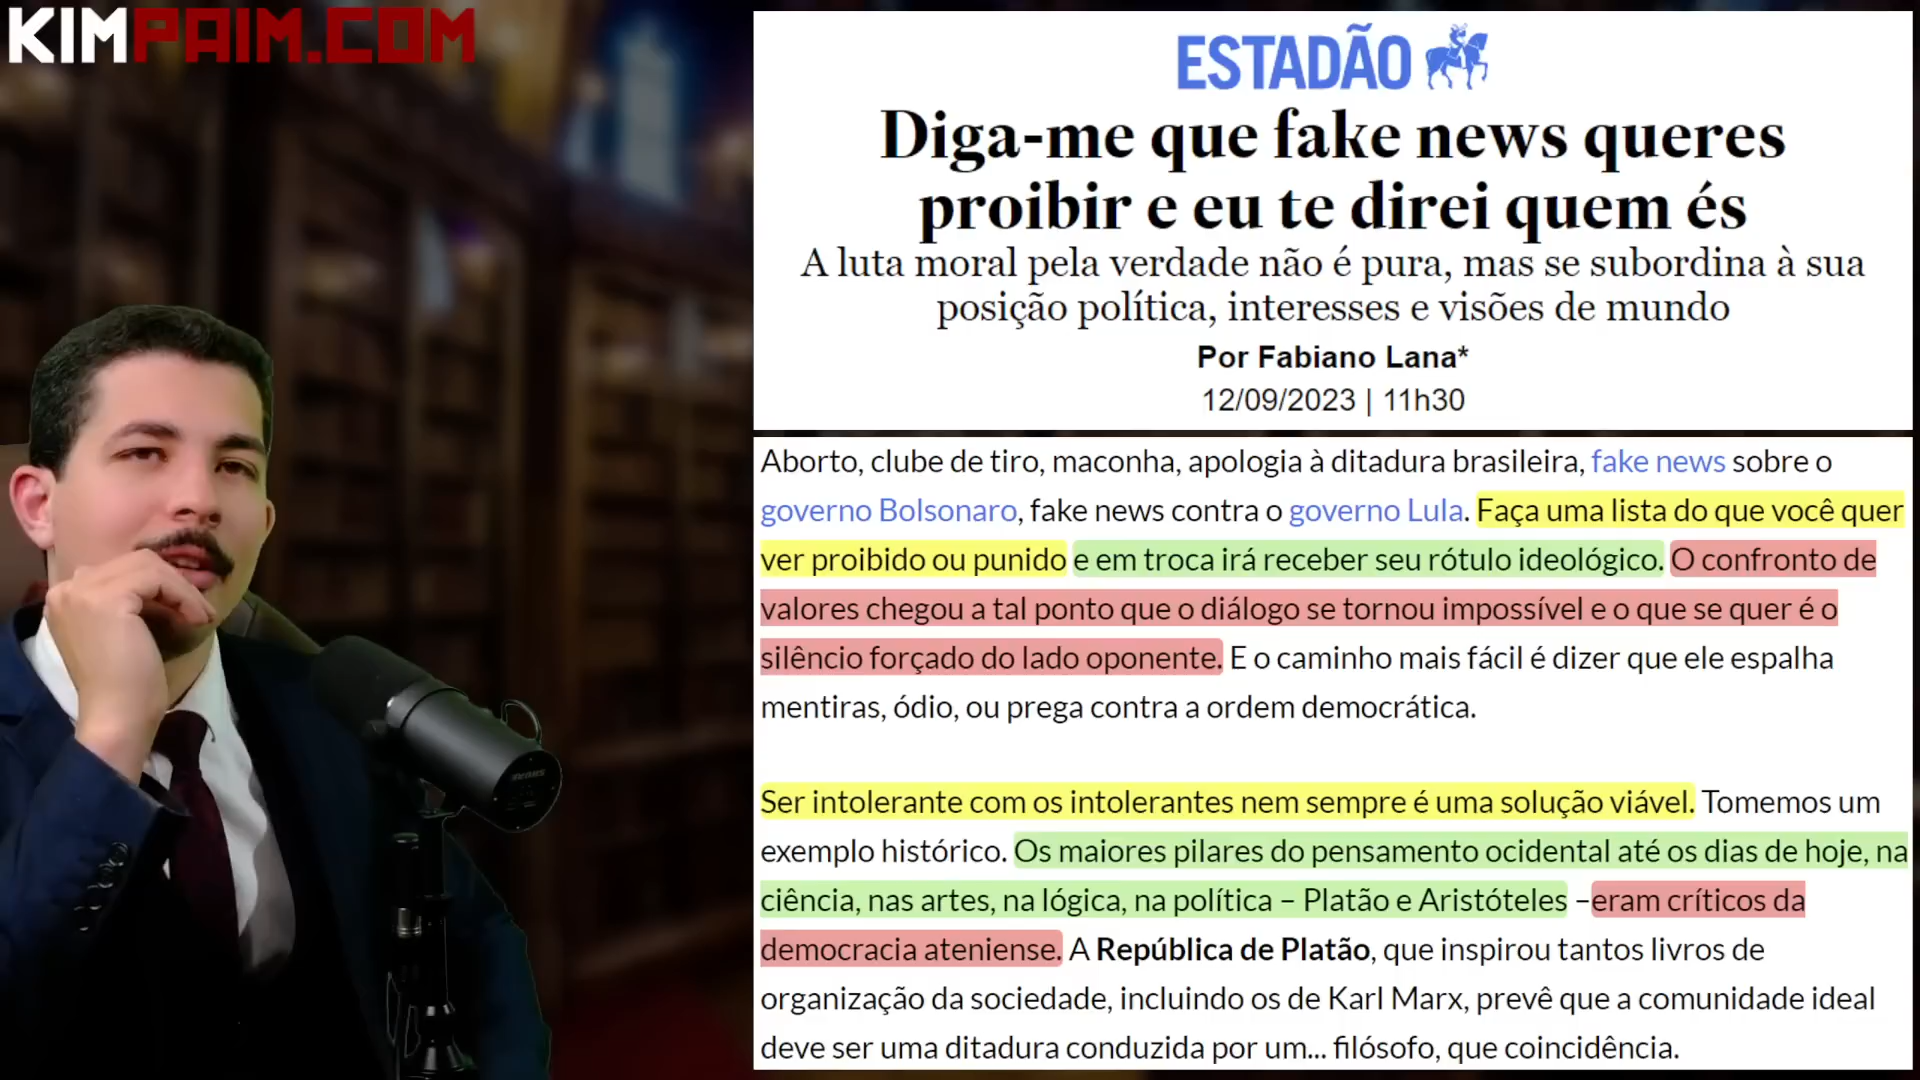 KIMPAIM.COM
ESTADÃO
Diga-me que fake news queres
proibir e eu te direi quem és
A luta moral pela verdade não é pura, mas se subordina à sua
posição política, interesses e visões de mundo
Por Fabiano Lana*
12/09/2023 | 11h30
Aborto, clube de tiro, maconha, apologia à ditadura brasileira, fake news sobre o
governo Bolsonaro, fake news contra o governo Lula. Faça uma lista do que você quer
ver proibido ou punido e em troca irá receber seu rótulo ideológico. O confronto de
valores chegou a tal ponto que o diálogo se tornou impossível e o que se quer é o
silêncio forçado do lado oponente. E o caminho mais fácil é dizer que ele espalha
mentiras, ódio, ou prega contra a ordem democrática.
Ser intolerante com os intolerantes nem sempre é uma solução viável. Tomemos um
exemplo histórico. Os maiores pilares do pensamento ocidental até os dias de hoje, na
ciência, nas artes, na lógica, na política – Platão e Aristóteles –eram críticos da
democracia ateniense. A República de Platão, que inspirou tantos livros de
organização da sociedade, incluindo os de Karl Marx, prevê que a comunidade ideal
deve ser uma ditadura conduzida por um... filósofo, que coincidência.